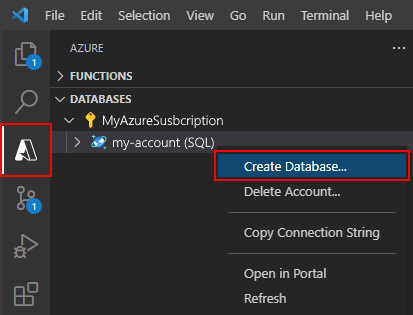 File Edit Selection View Go Run Terminal Help
AZURE
1
FUNCTIONS
DATABASES
MyAzureSusbcription
my-account (SQL)
Create Database...
Delete Account...
1
Copy Connection String
Open in Portal
Refresh